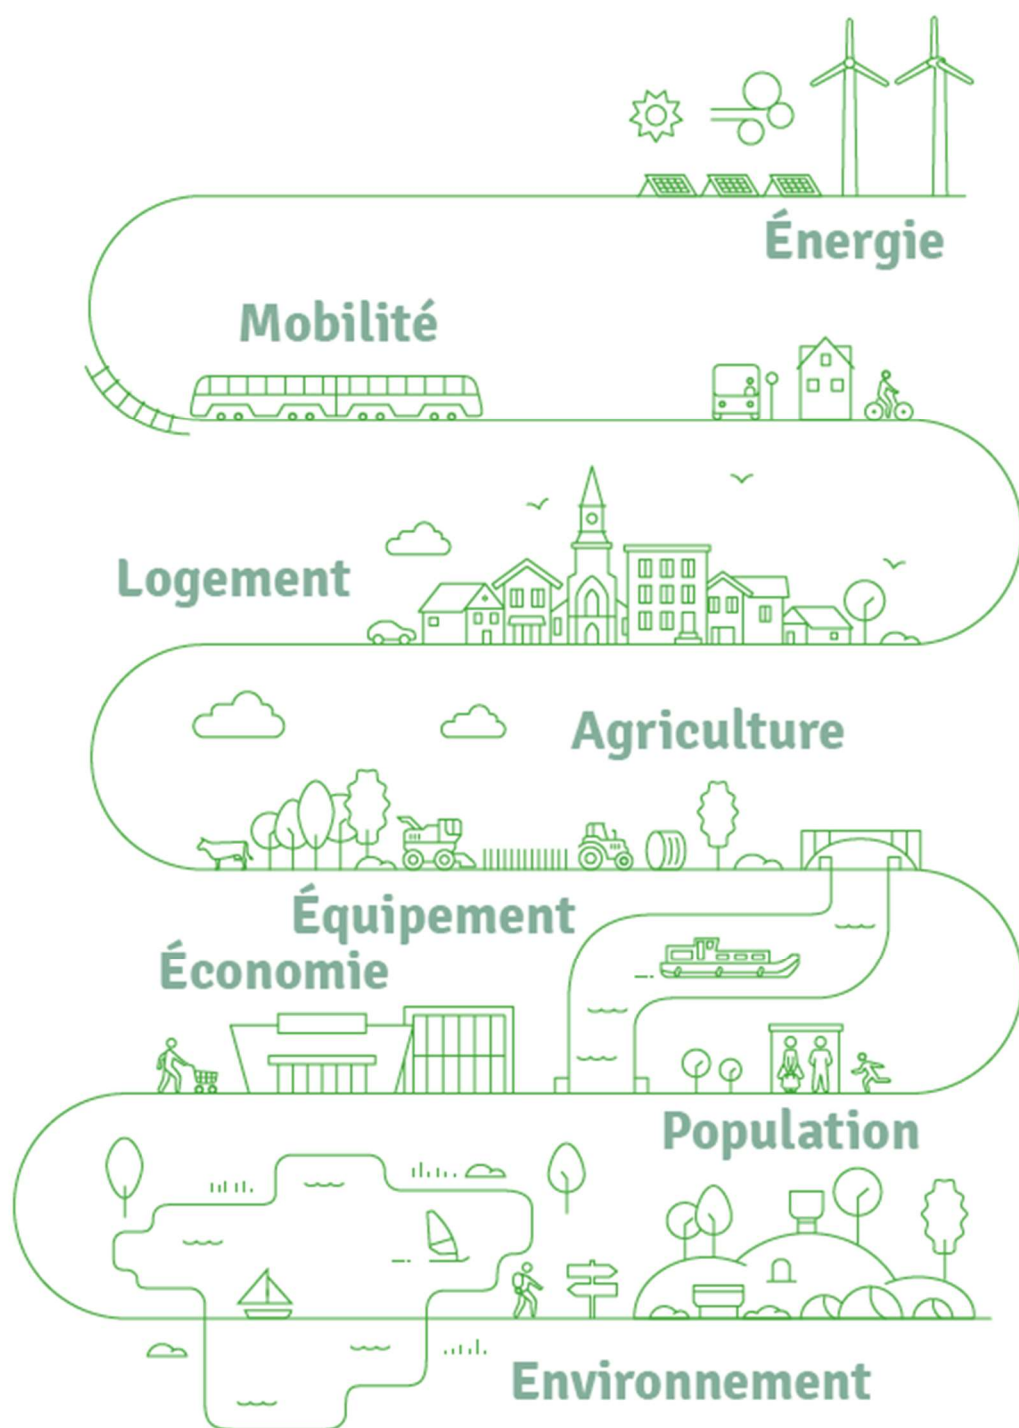 Énergie
Mobilité
Logement
Agriculture
Équipement
Économie
Population
Environnement